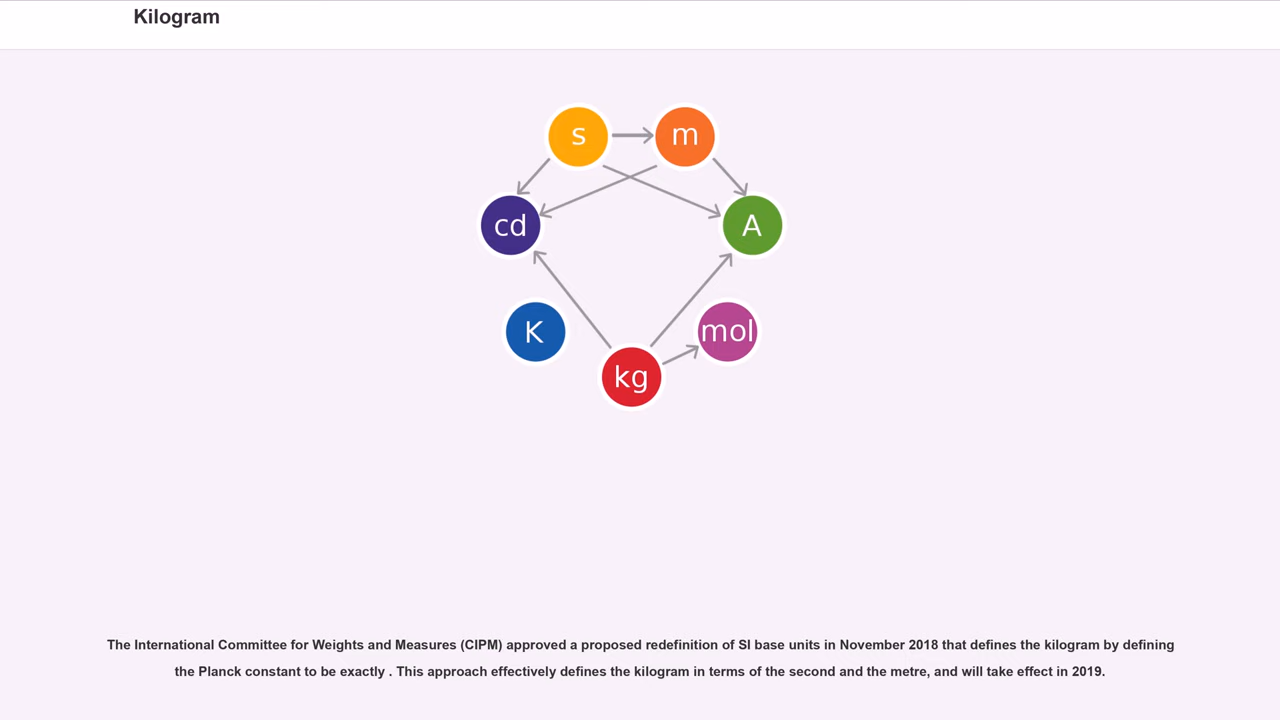 Kilogram
s
m
cd
A
K
mol
kg
The International Committee for Weights and Measures (CIPM) approved a proposed redefinition of SI base units in November 2018 that defines the kilogram by defining
the Planck constant to be exactly . This approach effectively defines the kilogram in terms of the second and the metre, and will take effect in 2019.